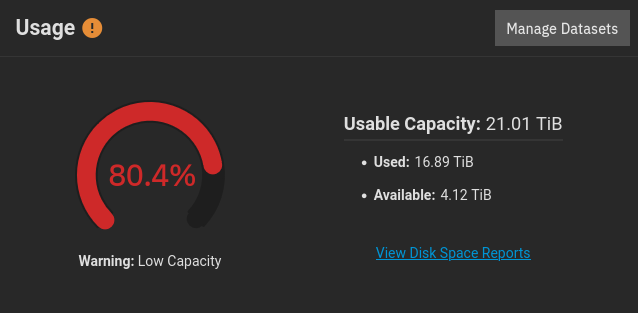 Usage
Manage Datasets
80.4%
Warning: Low Capacity
Usable Capacity: 21.01 TiB
• Used: 16.89 TiB
• Available: 4.12 TiB
View Disk Space Reports